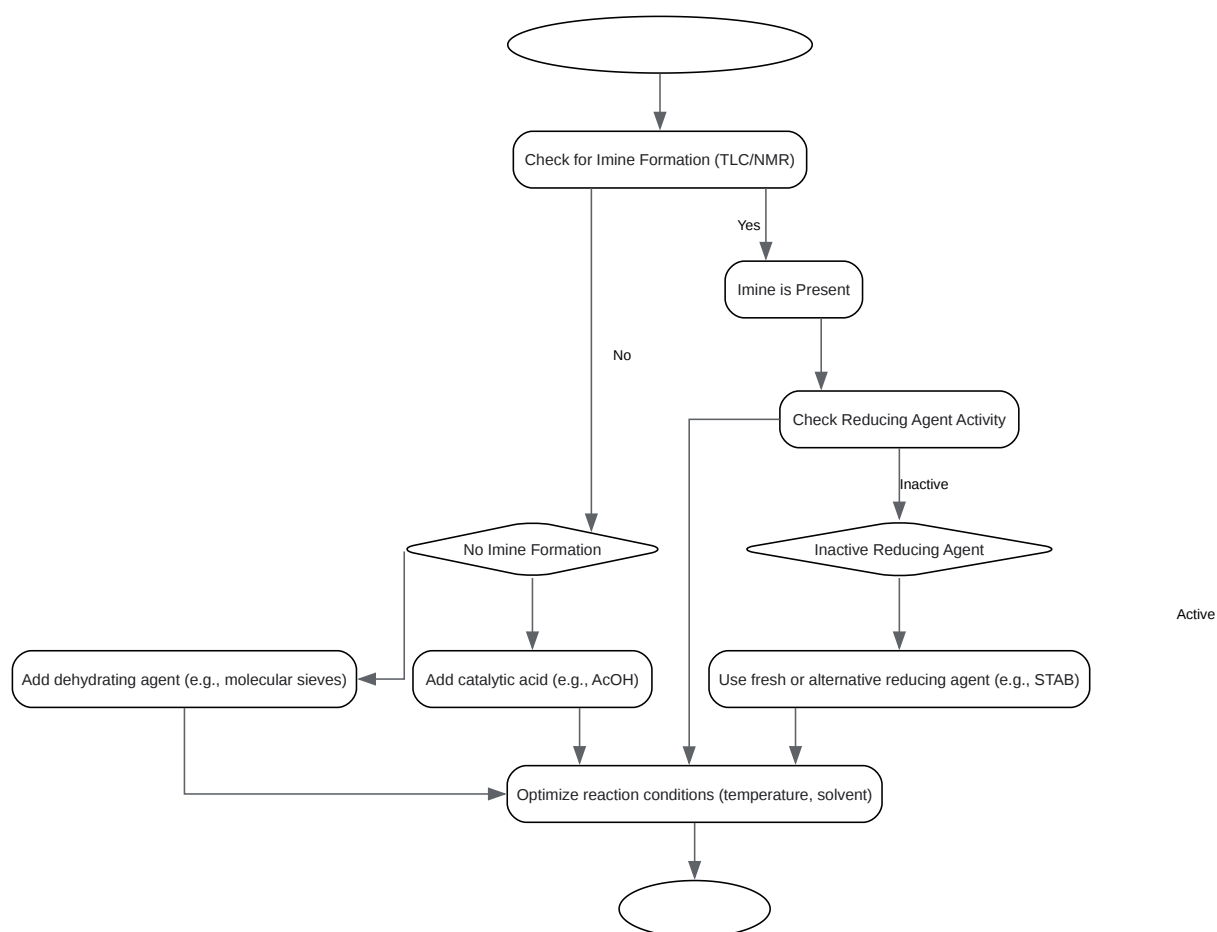 Check for Imine Formation (TLC/NMR)
Yes
Imine is Present
No
Check Reducing Agent Activity
Inactive
No Imine Formation
Inactive Reducing Agent
Active
Add dehydrating agent (e.g., molecular sieves)
Add catalytic acid (e.g., AcOH)
Use fresh or alternative reducing agent (e.g., STAB)
Optimize reaction conditions (temperature, solvent)